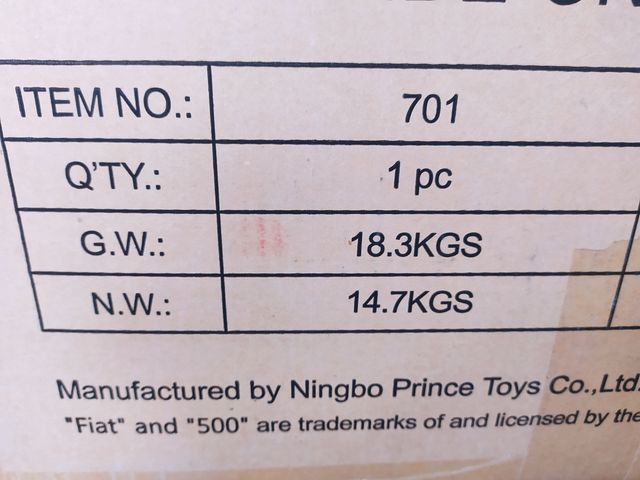 ITEM NO.: 701
Q'TY.: 1 pc
G.W.: 18.3KGS
N.W.: 14.7KGS
Manufactured by Ningbo Prince Toys Co.,Ltd.
"Fiat" and "500" are trademarks of and licensed by the